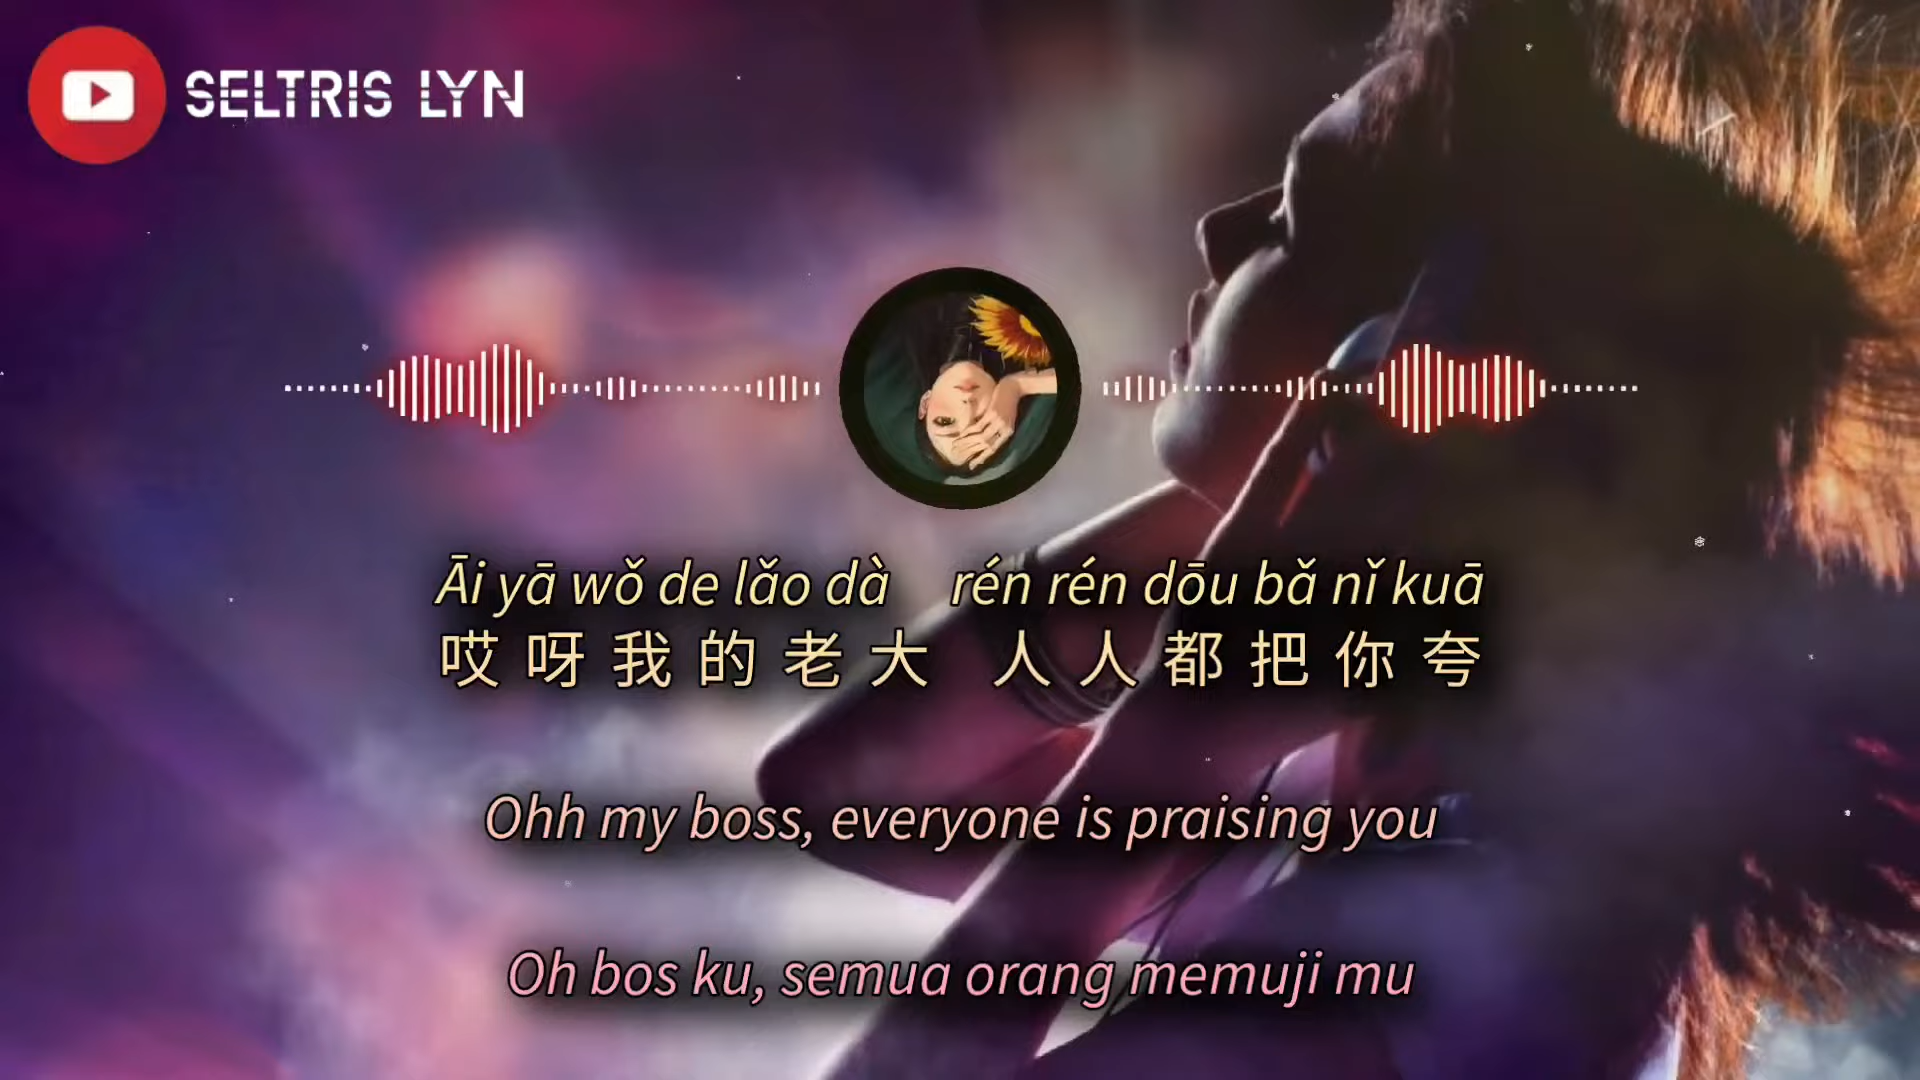 SELTRIS LYN
Āi yā wǒ de lǎo dà rén rén dōu bǎ nǐ kuā
哎呀我的老大 人人都把你夸
Ohh my boss, everyone is praising you
Oh bos ku, semua orang memuji mu